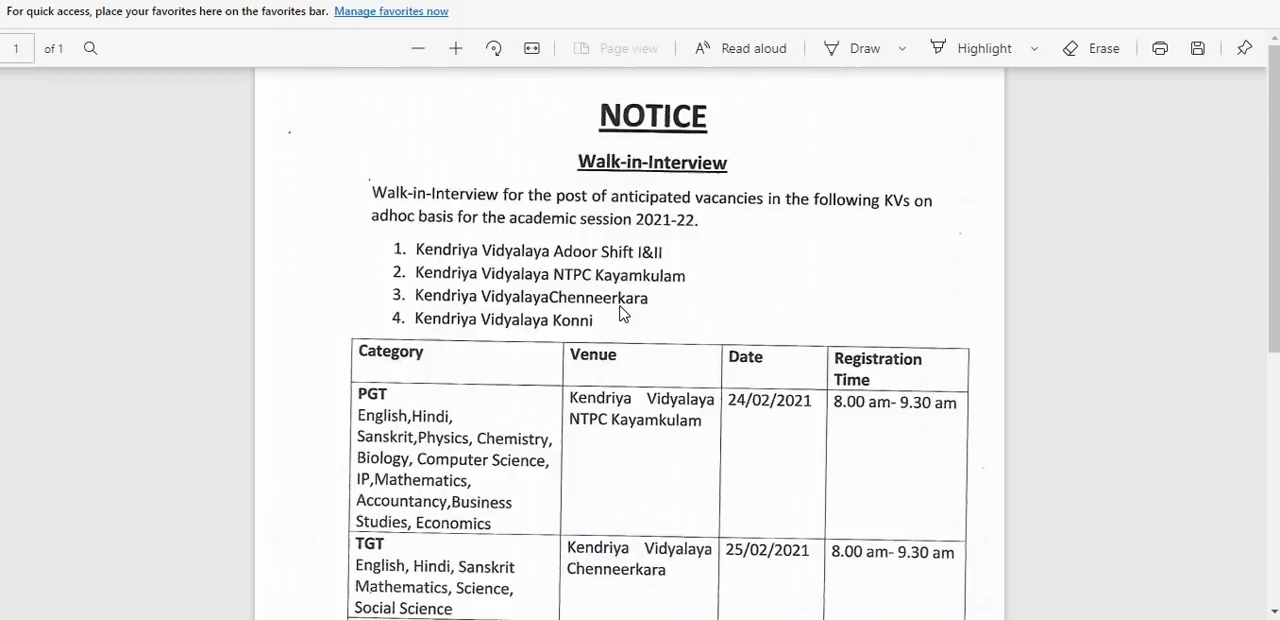 For quick access, place your favorites here on the favorites bar. Manage favorites now
1 of 1 Page view Read aloud Draw Highlight Erase
NOTICE
Walk-in-Interview
Walk-in-Interview for the post of anticipated vacancies in the following KVs on
adhoc basis for the academic session 2021-22.
1. Kendriya Vidyalaya Adoor Shift I&II
2. Kendriya Vidyalaya NTPC Kayamkulam
3. Kendriya VidyalayaChenneerkara
4. Kendriya Vidyalaya Konni
Category Venue Date Registration
Time
PGT
English,Hindi,
Sanskrit,Physics, Chemistry,
Biology, Computer Science,
IP,Mathematics,
Accountancy,Business
Studies, Economics
Kendriya Vidyalaya
NTPC Kayamkulam
24/02/2021
8.00 am- 9.30 am
TGT
English, Hindi, Sanskrit
Mathematics, Science,
Social Science
Kendriya Vidyalaya
Chenneerkara
25/02/2021
8.00 am- 9.30 am